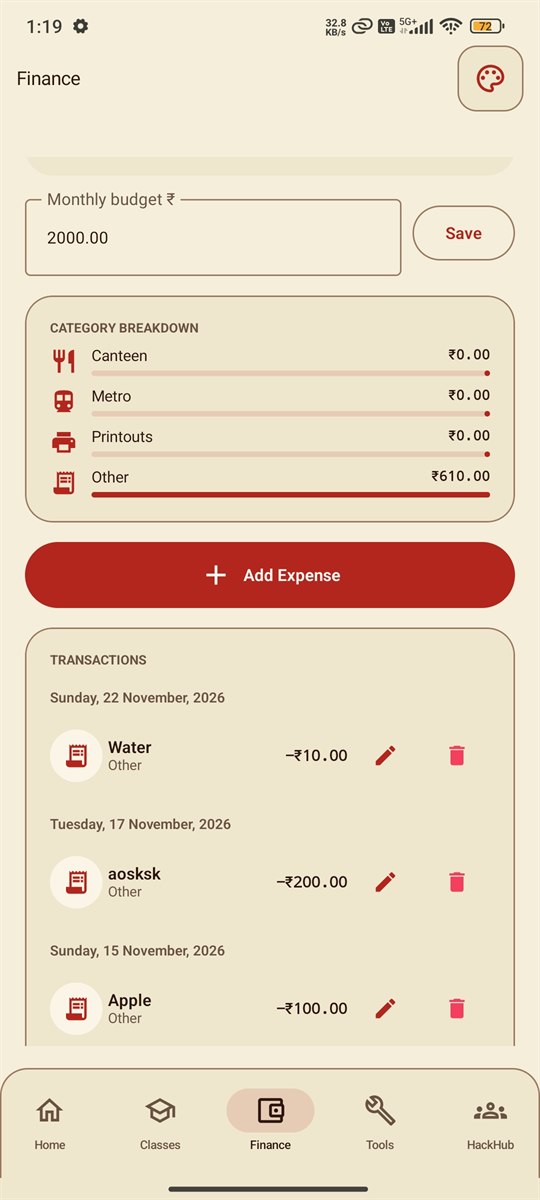 1:19
32.8 KB/s
Vo LTE
5G+
72
Finance
Monthly budget ₹
2000.00
Save
CATEGORY BREAKDOWN
Canteen ₹0.00
Metro ₹0.00
Printouts ₹0.00
Other ₹610.00
Add Expense
TRANSACTIONS
Sunday, 22 November, 2026
Water
Other
−₹10.00
Tuesday, 17 November, 2026
aosksk
Other
−₹200.00
Sunday, 15 November, 2026
Apple
Other
−₹100.00
Home Classes Finance Tools HackHub